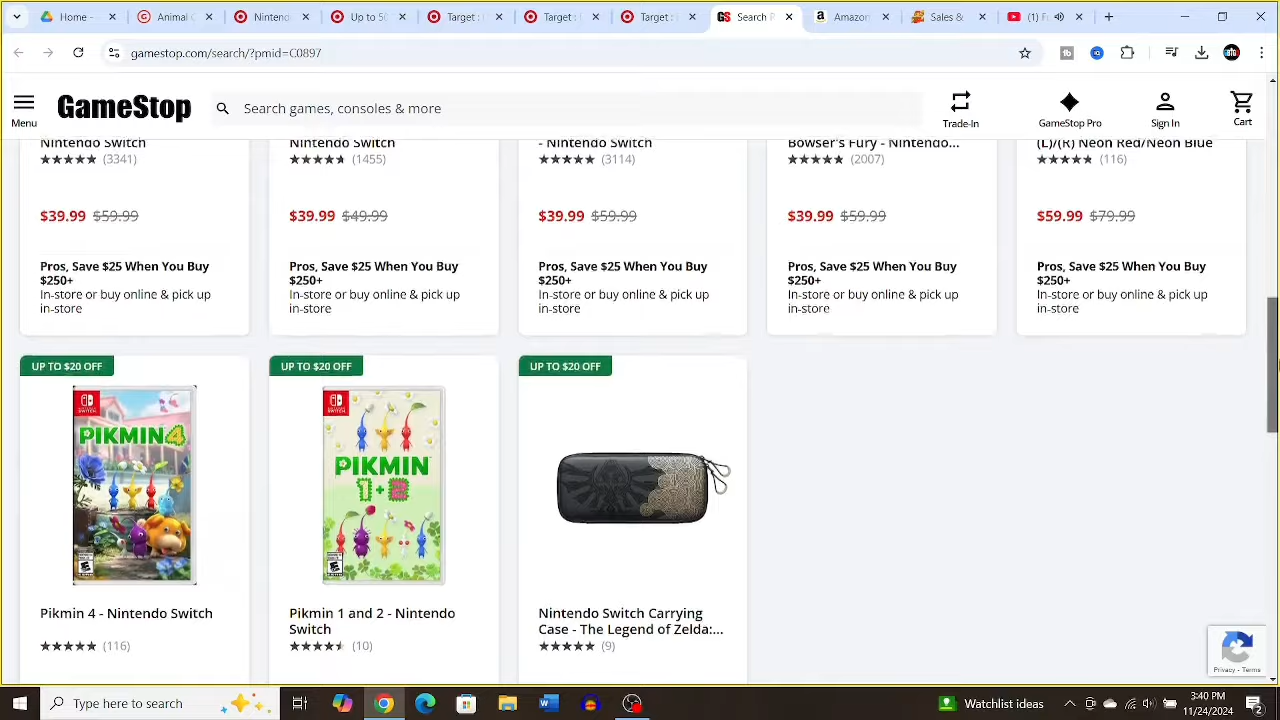 Home
Animal C
Nintend
Up to 5
Target :
Target :
Target :
GS Search R
Amazon
Sales &
(1) F
gamestop.com/search/?pmid=C0897
Menu
GameStop
Search games, consoles & more
Trade-In
GameStop Pro
Sign In
Cart
Nintendo Switch
(3341)
$39.99 $59.99
Pros, Save $25 When You Buy
$250+
In-store or buy online & pick up
in-store
Nintendo Switch
(1455)
$39.99 $49.99
Pros, Save $25 When You Buy
$250+
In-store or buy online & pick up
in-store
- Nintendo Switch
(3114)
$39.99 $59.99
Pros, Save $25 When You Buy
$250+
In-store or buy online & pick up
in-store
Bowser's Fury - Nintendo...
(2007)
$39.99 $59.99
Pros, Save $25 When You Buy
$250+
In-store or buy online & pick up
in-store
(L)/(R) Neon Red/Neon Blue
(116)
$59.99 $79.99
Pros, Save $25 When You Buy
$250+
In-store or buy online & pick up
in-store
UP TO $20 OFF
PIKMIN 4
Pikmin 4 - Nintendo Switch
(116)
UP TO $20 OFF
PIKMIN
1+2
Pikmin 1 and 2 - Nintendo
Switch
(10)
UP TO $20 OFF
Nintendo Switch Carrying
Case - The Legend of Zelda:...
(9)
Privacy - Terms
Type here to search
Watchlist ideas
3:40 PM
11/24/2024